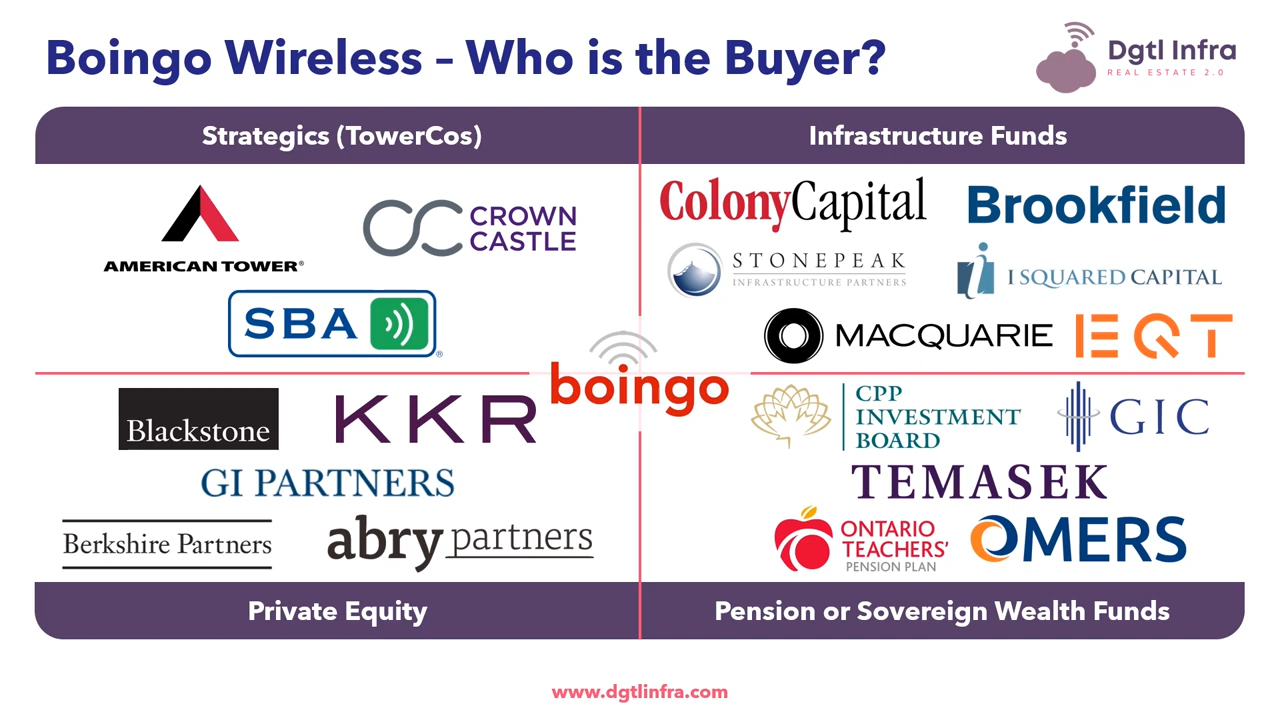 Boingo Wireless – Who is the Buyer?
Dgtl Infra
REAL ESTATE 2.0
Strategics (TowerCos)
AMERICAN TOWER®
CROWN
CASTLE
SBA
®
Infrastructure Funds
ColonyCapital
Brookfield
STONEPEAK
INFRASTRUCTURE PARTNERS
I SQUARED CAPITAL
MACQUARIE
EQT
boingo
Blackstone
KKR
GI PARTNERS
Berkshire Partners
abry partners
Private Equity
CPP
INVESTMENT
BOARD
GIC
TEMASEK
ONTARIO
TEACHERS'
PENSION PLAN
OMERS
Pension or Sovereign Wealth Funds
www.dgtlinfra.com